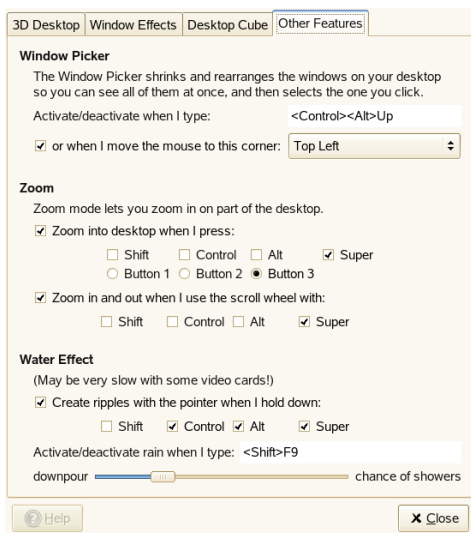 3D Desktop Window Effects Desktop Cube Other Features
Window Picker
The Window Picker shrinks and rearranges the windows on your desktop
so you can see all of them at once, and then selects the one you click.
Activate/deactivate when I type: <Control><Alt>Up
or when I move the mouse to this corner: Top Left
Zoom
Zoom mode lets you zoom in on part of the desktop.
Zoom into desktop when I press:
Shift Control Alt Super
Button 1 Button 2 Button 3
Zoom in and out when I use the scroll wheel with:
Shift Control Alt Super
Water Effect
(May be very slow with some video cards!)
Create ripples with the pointer when I hold down:
Shift Control Alt Super
Activate/deactivate rain when I type: <Shift>F9
downpour chance of showers
Help Close